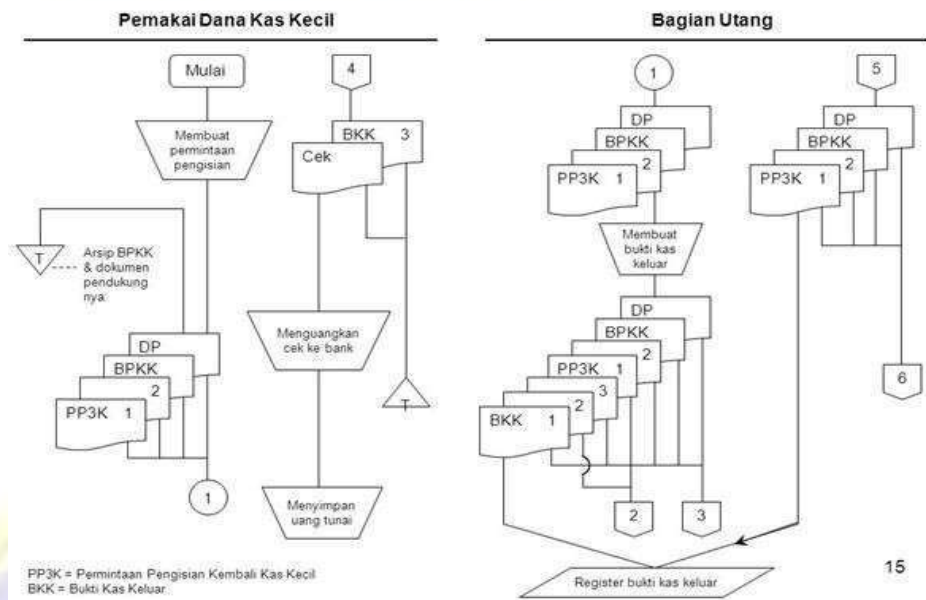 Pemakai Dana Kas Kecil
Mulai
Membuat
permintaan
pengisian
T
Arsip BPKK
& dokumen
pendukung
nya:
DP
BPKK
2
PP3K 1
1
4
BKK 3
Cek
Menguangkan
cek ke bank
T
Menyimpan
uang tunai
PP3K = Permintaan Pengisian Kembali Kas Kecil
BKK = Bukti Kas Keluar
Bagian Utang
1
DP
BPKK
2
PP3K 1
Membuat
bukti kas
keluar
DP
BPKK
2
PP3K 1
3
2
BKK 1
2
3
5
DP
BPKK
2
PP3K 1
6
Register bukti kas keluar
15